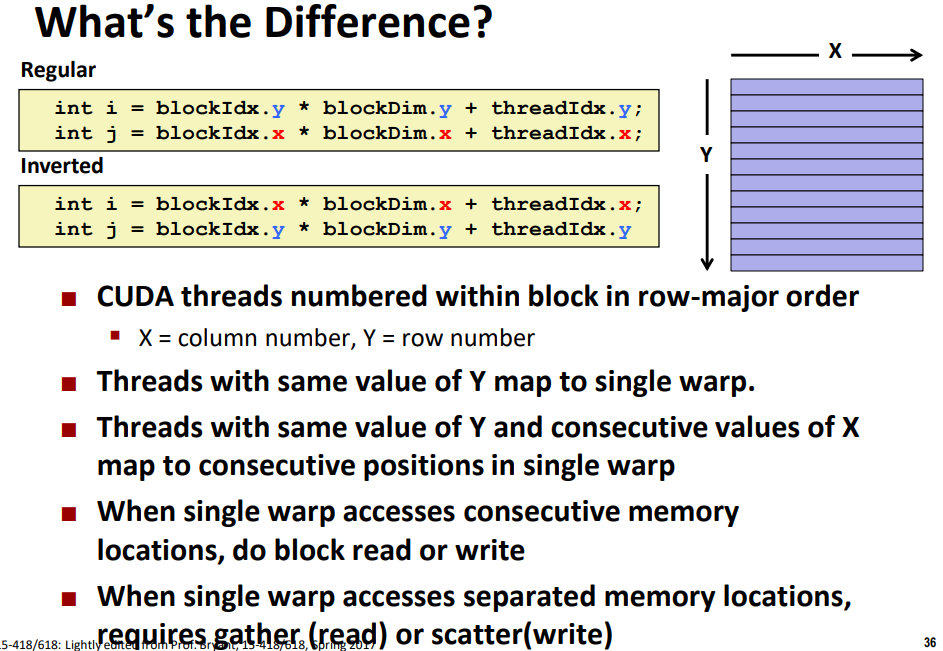 What's the Difference?
X
Regular
int i = blockIdx.y * blockDim.y + threadIdx.y;
int j = blockIdx.x * blockDim.x + threadIdx.x;
Y
Inverted
int i = blockIdx.x * blockDim.x + threadIdx.x;
int j = blockIdx.y * blockDim.y + threadIdx.y
■ CUDA threads numbered within block in row-major order
▪ X = column number, Y = row number
■ Threads with same value of Y map to single warp.
■ Threads with same value of Y and consecutive values of X
map to consecutive positions in single warp
■ When single warp accesses consecutive memory
locations, do block read or write
■ When single warp accesses separated memory locations,
requires gather (read) or scatter(write)
15-418/618: Lightly edited from Prof. Bryant, 15-418/618, Spring 2017
36